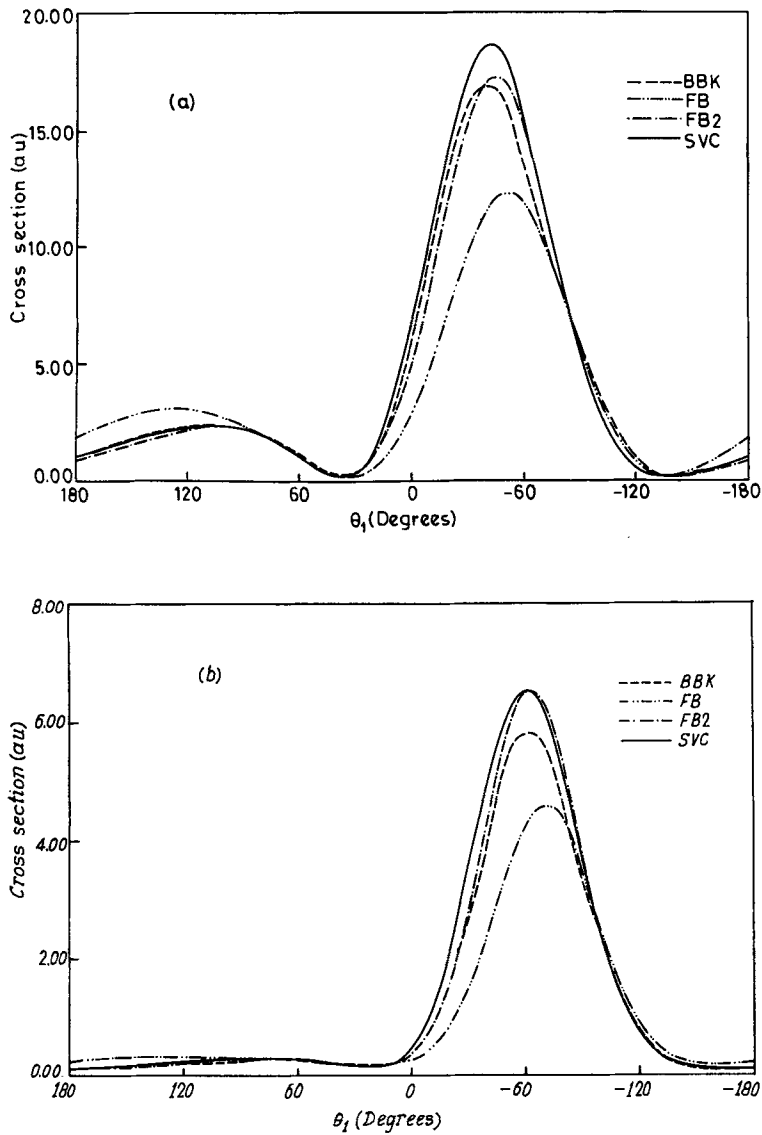 20.00
(a)
BBK
FB
FB2
SVC
15.00
10.00
5.00
0.00
Cross section (au)
180 120 60 0 -60 -120 -180
θ1 (Degrees)
8.00
(b)
BBK
FB
FB2
SVC
6.00
4.00
2.00
0.00
Cross section (au)
180 120 60 0 -60 -120 -180
θ1 (Degrees)